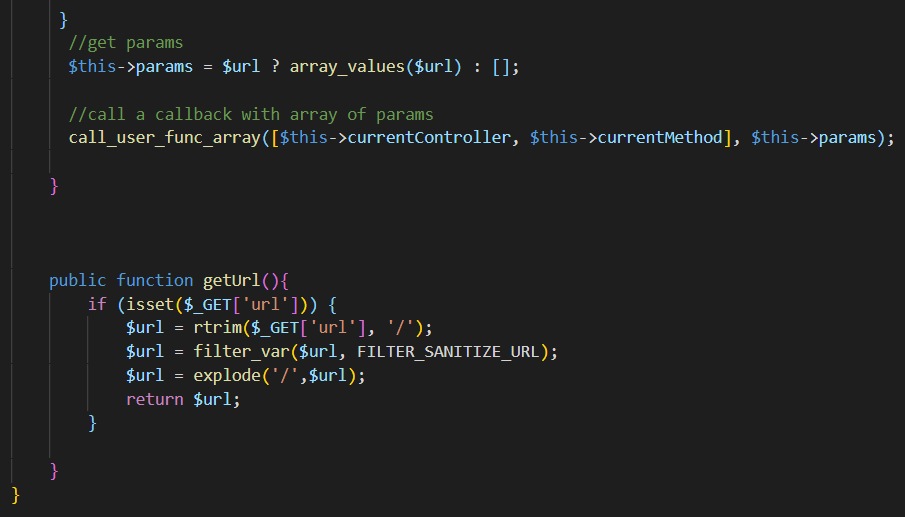 }
//get params
$this->params = $url ? array_values($url) : [];
//call a callback with array of params
call_user_func_array([$this->currentController, $this->currentMethod], $this->params);
}
public function getUrl(){
if (isset($_GET['url'])) {
$url = rtrim($_GET['url'], '/');
$url = filter_var($url, FILTER_SANITIZE_URL);
$url = explode('/',$url);
return $url;
}
}
}